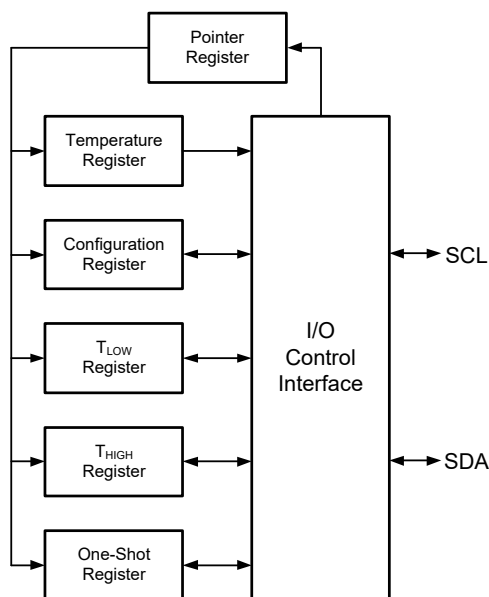 Pointer
Register
Temperature
Register
Configuration
Register
SCL
I/O
Control
Interface
TLOW
Register
THIGH
Register
SDA
One-Shot
Register